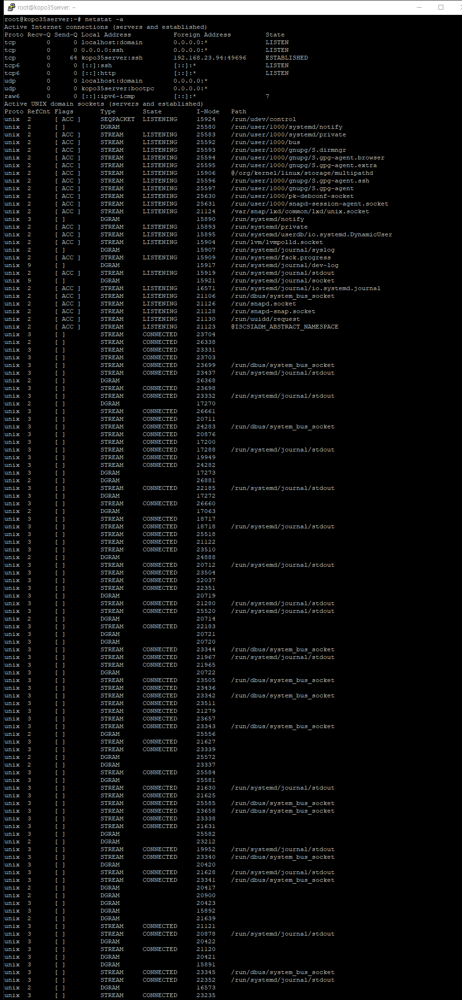 root@kopo35server: ~
root@kopo35server:~# netstat -a
Active Internet connections (servers and established)
Proto Recv-Q Send-Q Local Address           Foreign Address         State
tcp        0      0 localhost:domain        0.0.0.0:*               LISTEN
tcp        0      0 0.0.0.0:ssh             0.0.0.0:*               LISTEN
tcp        0     64 kopo35server:ssh        192.168.23.94:49696     ESTABLISHED
tcp6       0      0 [::]:ssh                [::]:*                  LISTEN
tcp6       0      0 [::]:http               [::]:*                  LISTEN
udp        0      0 localhost:domain        0.0.0.0:*
udp        0      0 kopo35server:bootpc     0.0.0.0:*
raw6       0      0 [::]:ipv6-icmp          [::]:*                  7
Active UNIX domain sockets (servers and established)
Proto RefCnt Flags       Type       State         I-Node   Path
unix  2      [ ACC ]     SEQPACKET  LISTENING     15924    /run/udev/control
unix  2      [ ]         DGRAM                    25580    /run/user/1000/systemd/notify
unix  2      [ ACC ]     STREAM     LISTENING     25583    /run/user/1000/systemd/private
unix  2      [ ACC ]     STREAM     LISTENING     25592    /run/user/1000/bus
unix  2      [ ACC ]     STREAM     LISTENING     25593    /run/user/1000/gnupg/S.dirmngr
unix  2      [ ACC ]     STREAM     LISTENING     25594    /run/user/1000/gnupg/S.gpg-agent.browser
unix  2      [ ACC ]     STREAM     LISTENING     25595    /run/user/1000/gnupg/S.gpg-agent.extra
unix  2      [ ACC ]     STREAM     LISTENING     15906    @/org/kernel/linux/storage/multipathd
unix  2      [ ACC ]     STREAM     LISTENING     25596    /run/user/1000/gnupg/S.gpg-agent.ssh
unix  2      [ ACC ]     STREAM     LISTENING     25597    /run/user/1000/gnupg/S.gpg-agent
unix  2      [ ACC ]     STREAM     LISTENING     25630    /run/user/1000/pk-debconf-socket
unix  2      [ ACC ]     STREAM     LISTENING     25631    /run/user/1000/snapd-session-agent.socket
unix  2      [ ACC ]     STREAM     LISTENING     21124    /var/snap/lxd/common/lxd/unix.socket
unix  3      [ ]         DGRAM                    15890    /run/systemd/notify
unix  2      [ ACC ]     STREAM     LISTENING     15893    /run/systemd/private
unix  2      [ ACC ]     STREAM     LISTENING     15895    /run/systemd/userdb/io.systemd.DynamicUser
unix  2      [ ACC ]     STREAM     LISTENING     15904    /run/lvm/lvmpolld.socket
unix  2      [ ]         DGRAM                    15907    /run/systemd/journal/syslog
unix  2      [ ACC ]     STREAM     LISTENING     15909    /run/systemd/fsck.progress
unix  9      [ ]         DGRAM                    15917    /run/systemd/journal/dev-log
unix  2      [ ACC ]     STREAM     LISTENING     15919    /run/systemd/journal/stdout
unix  9      [ ]         DGRAM                    15921    /run/systemd/journal/socket
unix  2      [ ACC ]     STREAM     LISTENING     16571    /run/systemd/journal/io.systemd.journal
unix  2      [ ACC ]     STREAM     LISTENING     21106    /run/dbus/system_bus_socket
unix  2      [ ACC ]     STREAM     LISTENING     21126    /run/snapd.socket
unix  2      [ ACC ]     STREAM     LISTENING     21128    /run/snapd-snap.socket
unix  2      [ ACC ]     STREAM     LISTENING     21130    /run/uuidd/request
unix  2      [ ACC ]     STREAM     LISTENING     21123    @ISCSIADM_ABSTRACT_NAMESPACE
unix  3      [ ]         STREAM     CONNECTED     23704
unix  2      [ ]         STREAM     CONNECTED     26338
unix  3      [ ]         STREAM     CONNECTED     23331
unix  3      [ ]         STREAM     CONNECTED     23703
unix  3      [ ]         STREAM     CONNECTED     23699    /run/dbus/system_bus_socket
unix  3      [ ]         STREAM     CONNECTED     23437    /run/systemd/journal/stdout
unix  2      [ ]         DGRAM                    26368
unix  3      [ ]         STREAM     CONNECTED     23698
unix  3      [ ]         STREAM     CONNECTED     23332    /run/systemd/journal/stdout
unix  2      [ ]         DGRAM                    17270
unix  3      [ ]         STREAM     CONNECTED     26661
unix  3      [ ]         STREAM     CONNECTED     20711
unix  3      [ ]         STREAM     CONNECTED     24283    /run/dbus/system_bus_socket
unix  3      [ ]         STREAM     CONNECTED     20876
unix  3      [ ]         STREAM     CONNECTED     17200
unix  3      [ ]         STREAM     CONNECTED     17288    /run/systemd/journal/stdout
unix  3      [ ]         STREAM     CONNECTED     19949
unix  3      [ ]         STREAM     CONNECTED     24282
unix  3      [ ]         DGRAM                    17273
unix  2      [ ]         DGRAM                    26881
unix  3      [ ]         STREAM     CONNECTED     22185    /run/systemd/journal/stdout
unix  3      [ ]         DGRAM                    17272
unix  3      [ ]         STREAM     CONNECTED     26660
unix  2      [ ]         DGRAM                    17063
unix  3      [ ]         STREAM     CONNECTED     18717
unix  3      [ ]         STREAM     CONNECTED     18718    /run/systemd/journal/stdout
unix  3      [ ]         STREAM     CONNECTED     25518
unix  3      [ ]         STREAM     CONNECTED     21122
unix  3      [ ]         STREAM     CONNECTED     23510
unix  2      [ ]         DGRAM                    24888
unix  3      [ ]         STREAM     CONNECTED     20712    /run/systemd/journal/stdout
unix  3      [ ]         STREAM     CONNECTED     23504
unix  3      [ ]         STREAM     CONNECTED     22037
unix  3      [ ]         STREAM     CONNECTED     22351
unix  3      [ ]         DGRAM                    20719
unix  3      [ ]         STREAM     CONNECTED     21280    /run/systemd/journal/stdout
unix  3      [ ]         STREAM     CONNECTED     25520    /run/systemd/journal/stdout
unix  2      [ ]         DGRAM                    20714
unix  3      [ ]         STREAM     CONNECTED     22183
unix  3      [ ]         DGRAM                    20721
unix  3      [ ]         DGRAM                    20720
unix  3      [ ]         STREAM     CONNECTED     23344    /run/dbus/system_bus_socket
unix  3      [ ]         STREAM     CONNECTED     21967    /run/systemd/journal/stdout
unix  3      [ ]         STREAM     CONNECTED     21965
unix  3      [ ]         DGRAM                    20722
unix  3      [ ]         STREAM     CONNECTED     23505    /run/dbus/system_bus_socket
unix  3      [ ]         STREAM     CONNECTED     23436
unix  3      [ ]         STREAM     CONNECTED     23342    /run/dbus/system_bus_socket
unix  3      [ ]         STREAM     CONNECTED     23511
unix  3      [ ]         STREAM     CONNECTED     21279
unix  3      [ ]         STREAM     CONNECTED     23657
unix  3      [ ]         STREAM     CONNECTED     23343    /run/dbus/system_bus_socket
unix  2      [ ]         DGRAM                    25556
unix  3      [ ]         STREAM     CONNECTED     21627
unix  3      [ ]         STREAM     CONNECTED     23339
unix  2      [ ]         DGRAM                    25572
unix  2      [ ]         DGRAM                    23337
unix  3      [ ]         STREAM     CONNECTED     25584
unix  3      [ ]         DGRAM                    25581
unix  3      [ ]         STREAM     CONNECTED     21630    /run/systemd/journal/stdout
unix  3      [ ]         STREAM     CONNECTED     21625
unix  3      [ ]         STREAM     CONNECTED     25585    /run/dbus/system_bus_socket
unix  3      [ ]         STREAM     CONNECTED     23658    /run/dbus/system_bus_socket
unix  3      [ ]         STREAM     CONNECTED     23338
unix  3      [ ]         STREAM     CONNECTED     21631
unix  3      [ ]         DGRAM                    25582
unix  2      [ ]         DGRAM                    23212
unix  3      [ ]         STREAM     CONNECTED     19952    /run/systemd/journal/stdout
unix  3      [ ]         STREAM     CONNECTED     23340    /run/dbus/system_bus_socket
unix  3      [ ]         DGRAM                    20420
unix  3      [ ]         STREAM     CONNECTED     21628    /run/systemd/journal/stdout
unix  3      [ ]         STREAM     CONNECTED     23341    /run/dbus/system_bus_socket
unix  2      [ ]         DGRAM                    20417
unix  2      [ ]         DGRAM                    20900
unix  3      [ ]         DGRAM                    20423
unix  3      [ ]         DGRAM                    15892
unix  2      [ ]         DGRAM                    21639
unix  3      [ ]         STREAM     CONNECTED     21121
unix  3      [ ]         STREAM     CONNECTED     20878    /run/systemd/journal/stdout
unix  3      [ ]         DGRAM                    20422
unix  3      [ ]         STREAM     CONNECTED     21120
unix  3      [ ]         DGRAM                    20421
unix  3      [ ]         DGRAM                    15891
unix  3      [ ]         STREAM     CONNECTED     23345    /run/dbus/system_bus_socket
unix  3      [ ]         STREAM     CONNECTED     22352    /run/systemd/journal/stdout
unix  2      [ ]         DGRAM                    16573
unix  3      [ ]         STREAM     CONNECTED     23235